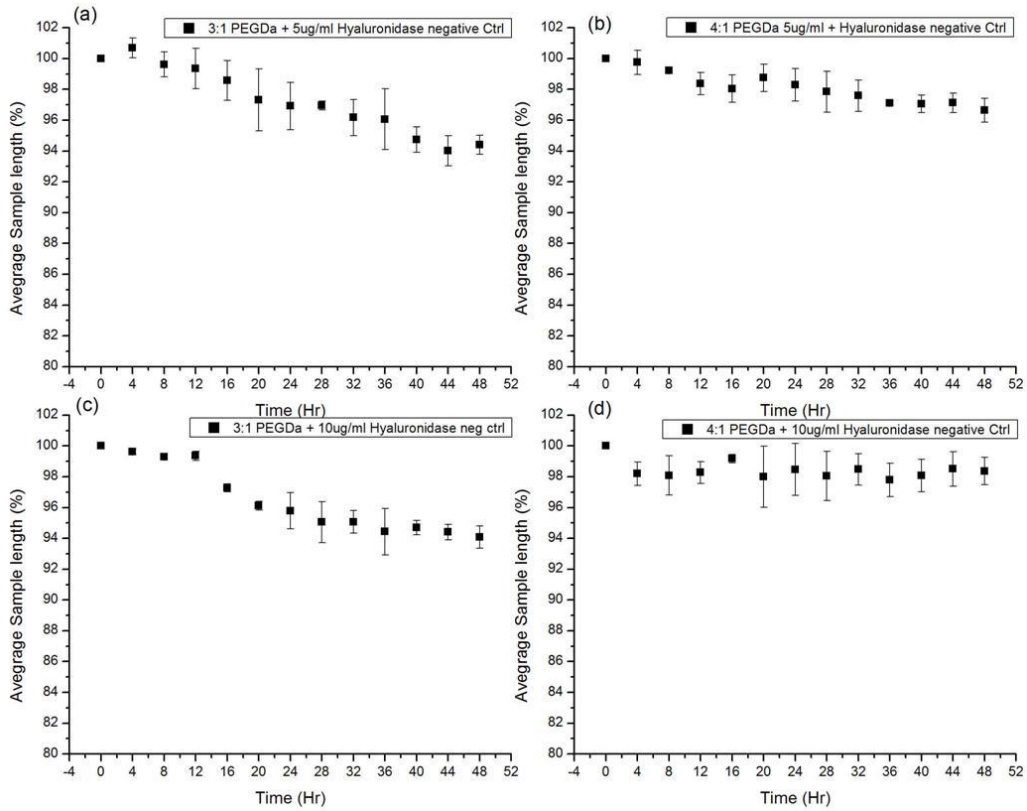 (a)
3:1 PEGDa + 5ug/ml Hyaluronidase negative Ctrl
102
100
98
96
94
92
90
88
86
84
82
80
-4 0 4 8 12 16 20 24 28 32 36 40 44 48 52
Avegrage Sample length (%)
Time (Hr)
(b)
4:1 PEGDa 5ug/ml + Hyaluronidase negative Ctrl
102
100
98
96
94
92
90
88
86
84
82
80
-4 0 4 8 12 16 20 24 28 32 36 40 44 48 52
Avegrage Sample length (%)
Time (Hr)
(c)
3:1 PEGDa + 10ug/ml Hyaluronidase neg ctrl
102
100
98
96
94
92
90
88
86
84
82
80
-4 0 4 8 12 16 20 24 28 32 36 40 44 48 52
Avegrage Sample length (%)
Time (Hr)
(d)
4:1 PEGDa + 10ug/ml Hyaluronidase negative Ctrl
102
100
98
96
94
92
90
88
86
84
82
80
-4 0 4 8 12 16 20 24 28 32 36 40 44 48 52
Avegrage Sample length (%)
Time (Hr)